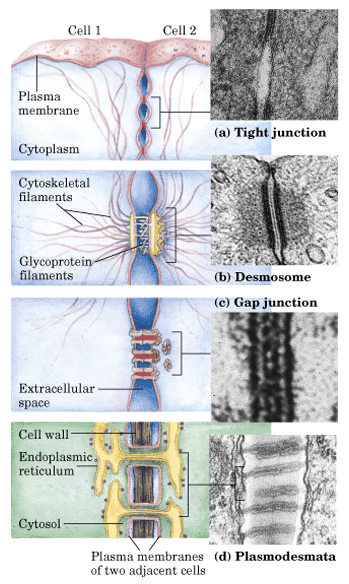 Cell 1 Cell 2
Plasma
membrane
(a) Tight junction
Cytoplasm
Cytoskeletal
filaments
Glycoprotein
filaments
(b) Desmosome
(c) Gap junction
Extracellular
space
Cell wall
Endoplasmic
reticulum
Cytosol
Plasma membranes
of two adjacent cells
(d) Plasmodesmata